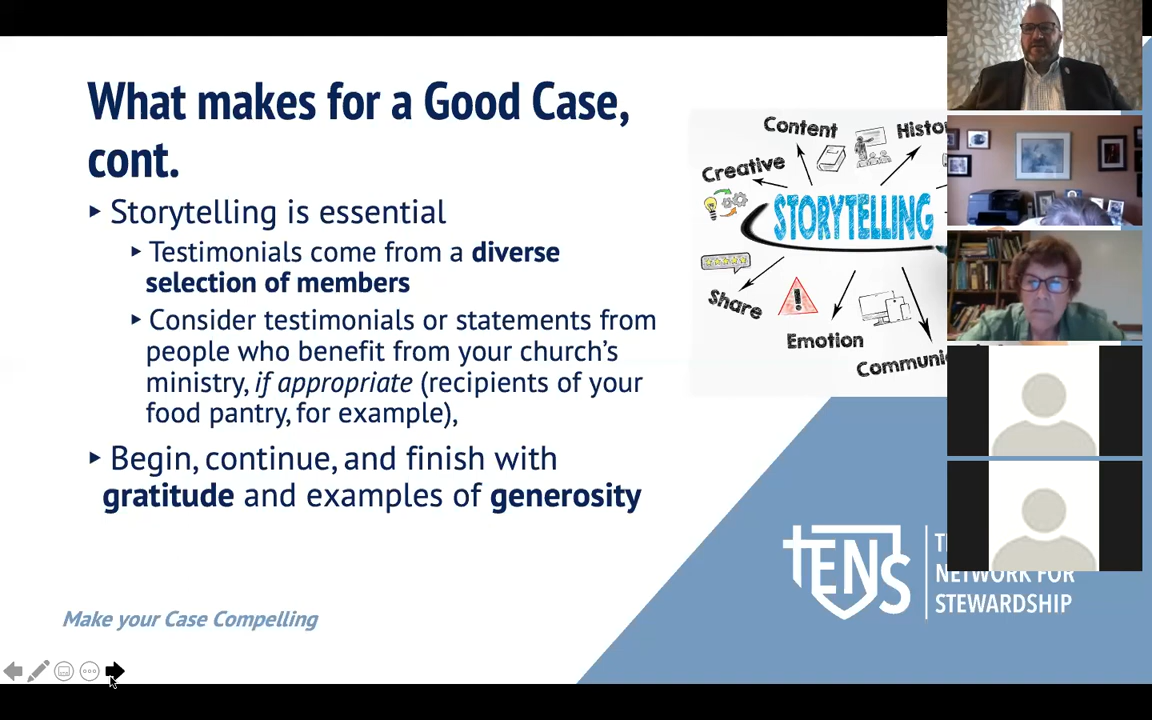 What makes for a Good Case,
cont.
▸ Storytelling is essential
▸ Testimonials come from a diverse
selection of members
▸ Consider testimonials or statements from
people who benefit from your church's
ministry, if appropriate (recipients of your
food pantry, for example),
▸ Begin, continue, and finish with
gratitude and examples of generosity
Make your Case Compelling
Content
Creative
STORYTELLING
Share
Emotion
TENS
NETWORK FOR
STEWARDSHIP